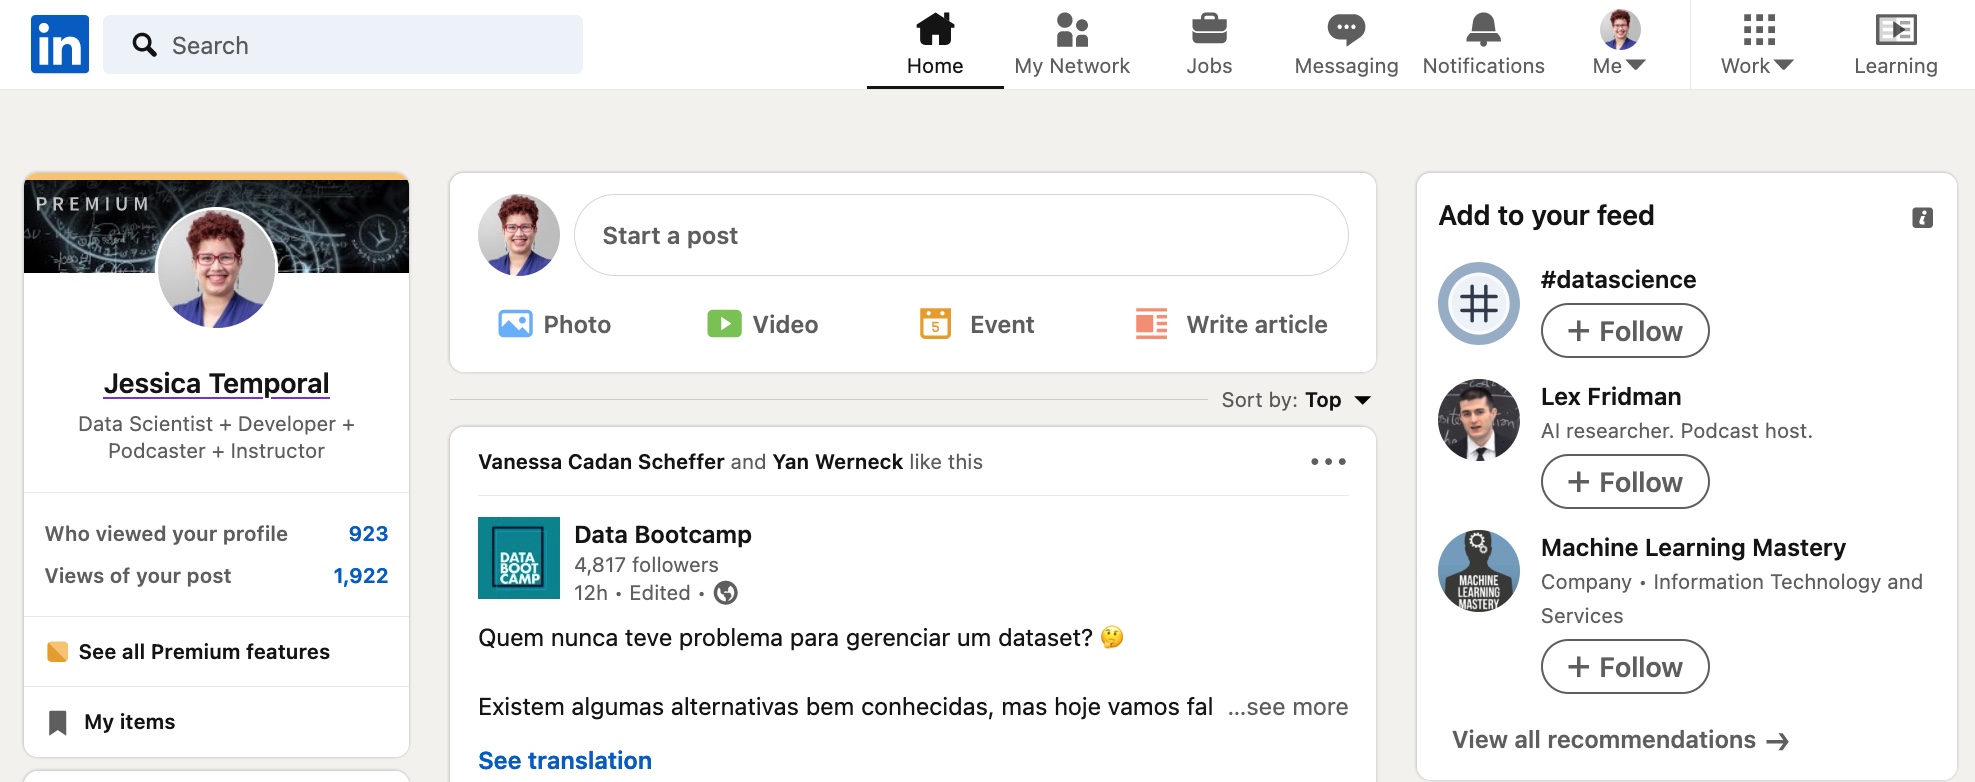 in
Search
Home
My Network
Jobs
Messaging
Notifications
Me
Work
Learning
PREMIUM
Jessica Temporal
Data Scientist + Developer +
Podcaster + Instructor
Who viewed your profile 923
Views of your post 1,922
See all Premium features
My items
Start a post
Photo
Video
5
Event
Write article
Sort by: Top
Vanessa Cadan Scheffer and Yan Werneck like this
DATA
BOOT
CAMP
Data Bootcamp
4,817 followers
12h • Edited •
Quem nunca teve problema para gerenciar um dataset? 🤔
Existem algumas alternativas bem conhecidas, mas hoje vamos fal ...see more
See translation
Add to your feed
#
#datascience
+ Follow
Lex Fridman
AI researcher. Podcast host.
+ Follow
MACHINE
LEARNING
MASTERY
Machine Learning Mastery
Company • Information Technology and
Services
+ Follow
View all recommendations →